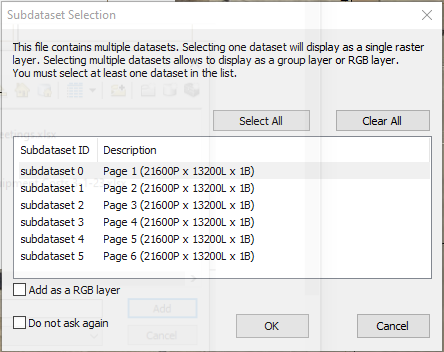 Subdataset Selection
This file contains multiple datasets. Selecting one dataset will display as a single raster
layer. Selecting multiple datasets allows to display as a group layer or RGB layer.
You must select at least one dataset in the list.
Select All Clear All
Subdataset ID Description
subdataset 0 Page 1 (21600P x 13200L x 1B)
subdataset 1 Page 2 (21600P x 13200L x 1B)
subdataset 2 Page 3 (21600P x 13200L x 1B)
subdataset 3 Page 4 (21600P x 13200L x 1B)
subdataset 4 Page 5 (21600P x 13200L x 1B)
subdataset 5 Page 6 (21600P x 13200L x 1B)
Add as a RGB layer
Add
Do not ask again
OK Cancel
Cancel